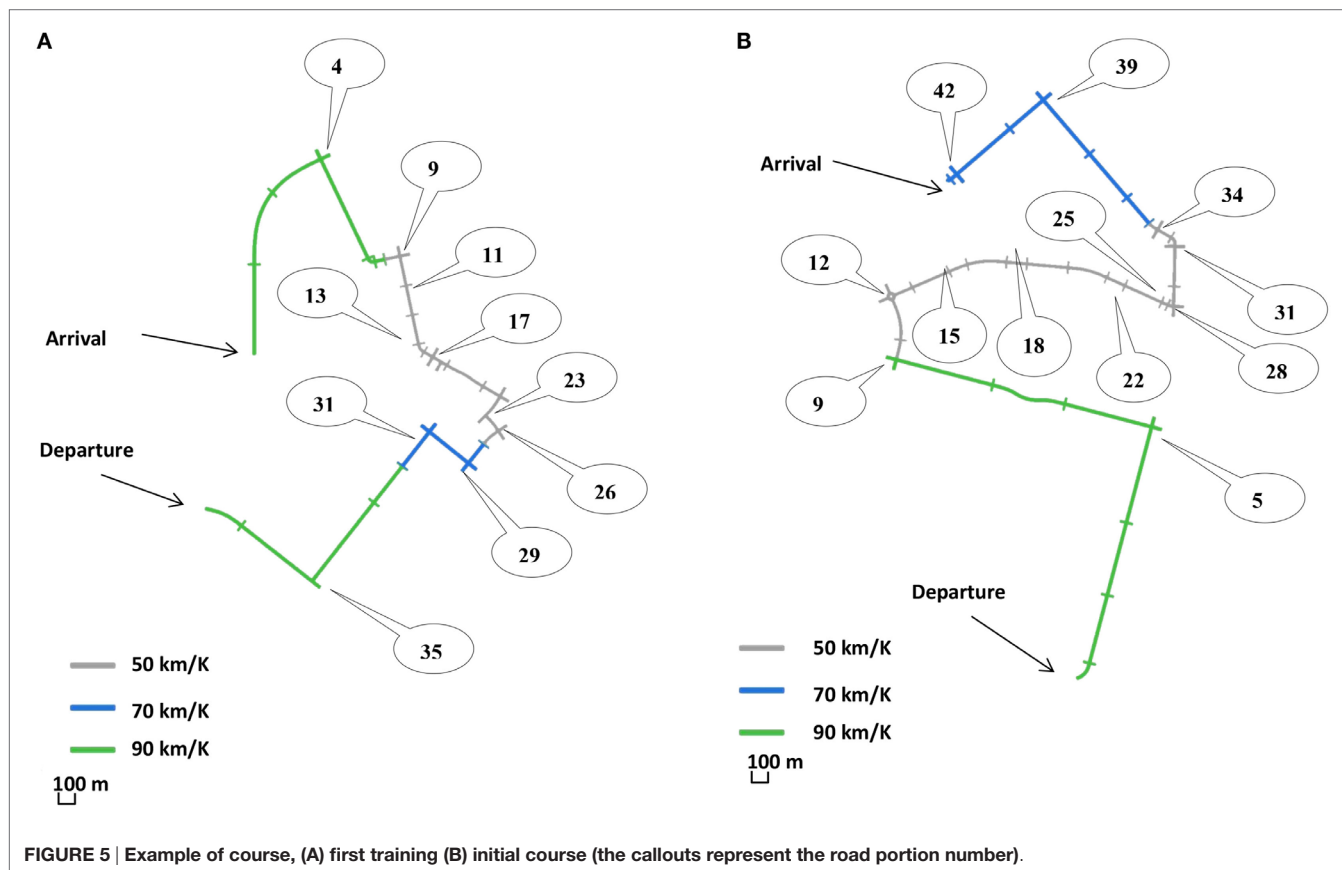 A
4
9
11
13
17
Arrival
23
31
Departure
26
29
35
50 km/K
70 km/K
90 km/K
100 m
B
39
42
Arrival
34
25
12
31
15
18
22
28
9
5
Departure
50 km/K
70 km/K
90 km/K
100 m
FIGURE 5 | Example of course, (A) first training (B) initial course (the callouts represent the road portion number).